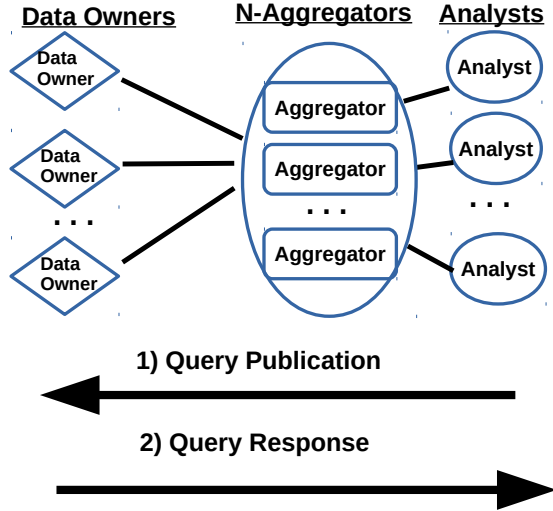 Data Owners
N-Aggregators
Analysts
Data
Owner
Aggregator
Analyst
Data
Owner
Aggregator
Analyst
. . .
. . .
. . .
Data
Owner
Aggregator
Analyst
1) Query Publication
2) Query Response